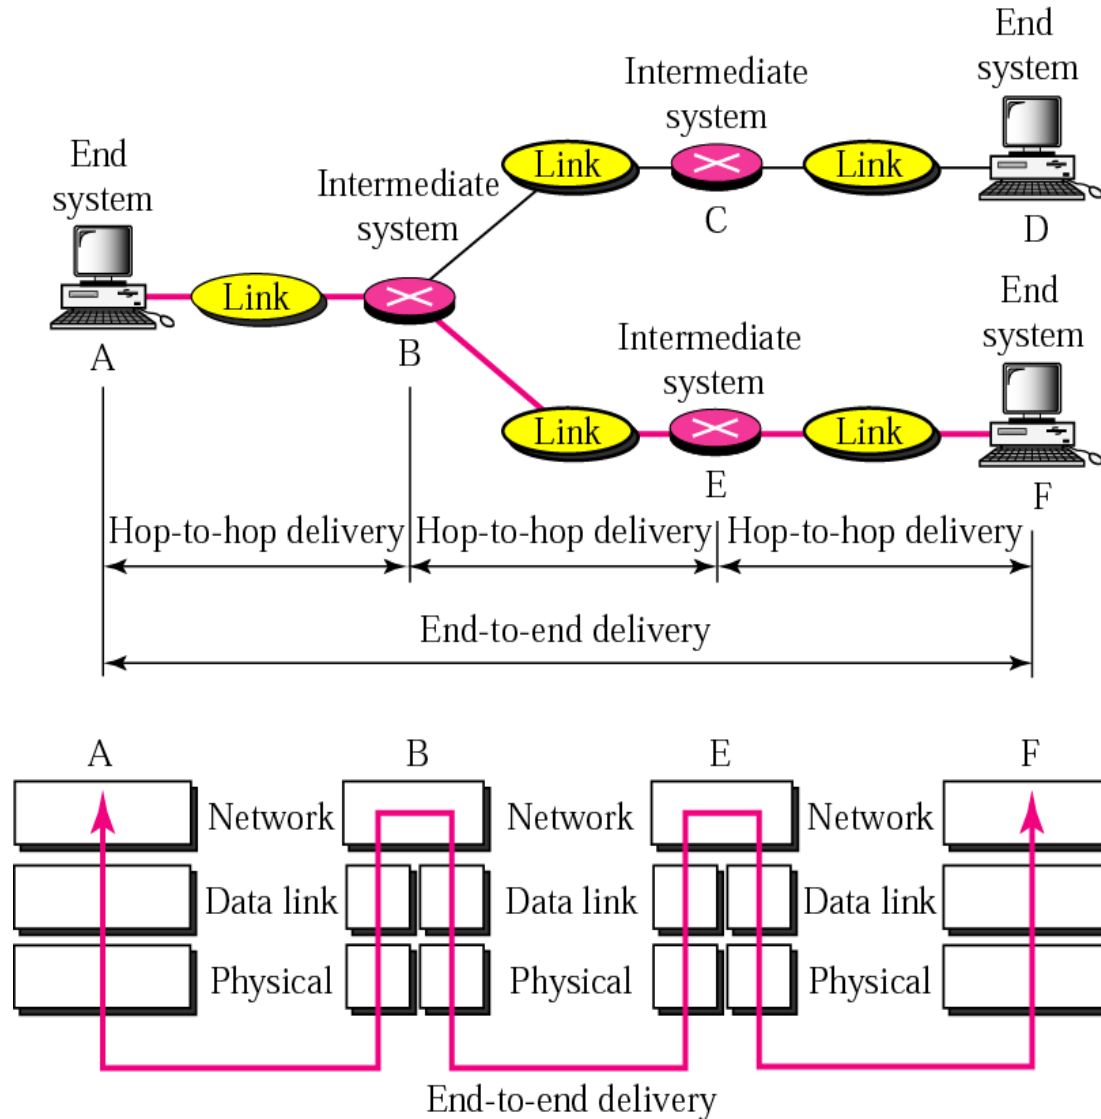 End
system
Intermediate
system
Link
Link
C
D
End
system
Intermediate
system
Link
A
B
End
system
Intermediate
system
Link
Link
E
F
Hop-to-hop delivery
Hop-to-hop delivery
Hop-to-hop delivery
End-to-end delivery
A
B
E
F
Network
Network
Network
Data link
Data link
Data link
Physical
Physical
Physical
End-to-end delivery